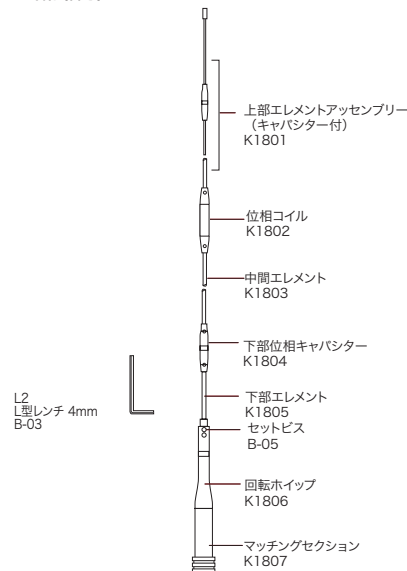 上部エレメントアッセンブリー
（キャパシター付）
K1801
位相コイル
K1802
中間エレメント
K1803
下部位相キャパシター
K1804
L2
L型レンチ 4mm
B-03
下部エレメント
K1805
セットビス
B-05
回転ホイップ
K1806
マッチングセクション
K1807